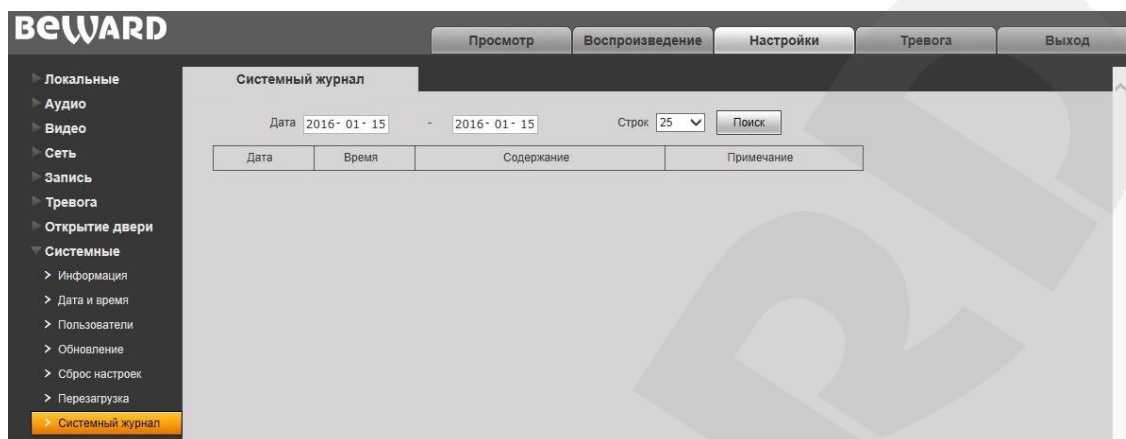 BEWARD
Просмотр Воспроизведение Настройки Тревога Выход
Локальные
Аудио
Видео
Сеть
Запись
Тревога
Открытие двери
Системные
Информация
Дата и время
Пользователи
Обновление
Сброс настроек
Перезагрузка
Системный журнал
Системный журнал
Дата 2016- 01- 15 - 2016- 01- 15 Строк 25 Поиск
Дата Время Содержание Примечание